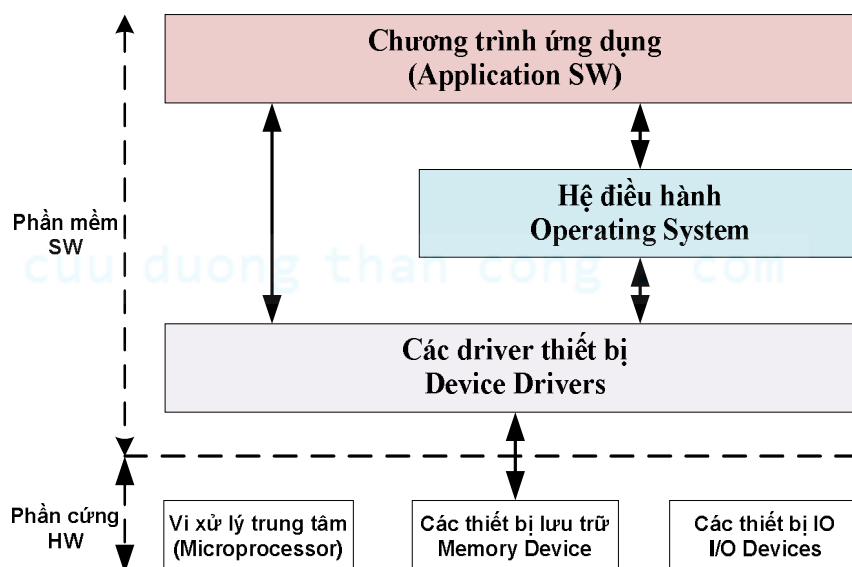 Chương trình ứng dụng
(Application SW)
Hệ điều hành
Operating System
Phần mềm
SW
cuu duong than cong . com
Các driver thiết bị
Device Drivers
Phần cứng
HW
Vi xử lý trung tâm
(Microprocessor)
Các thiết bị lưu trữ
Memory Device
Các thiết bị IO
I/O Devices